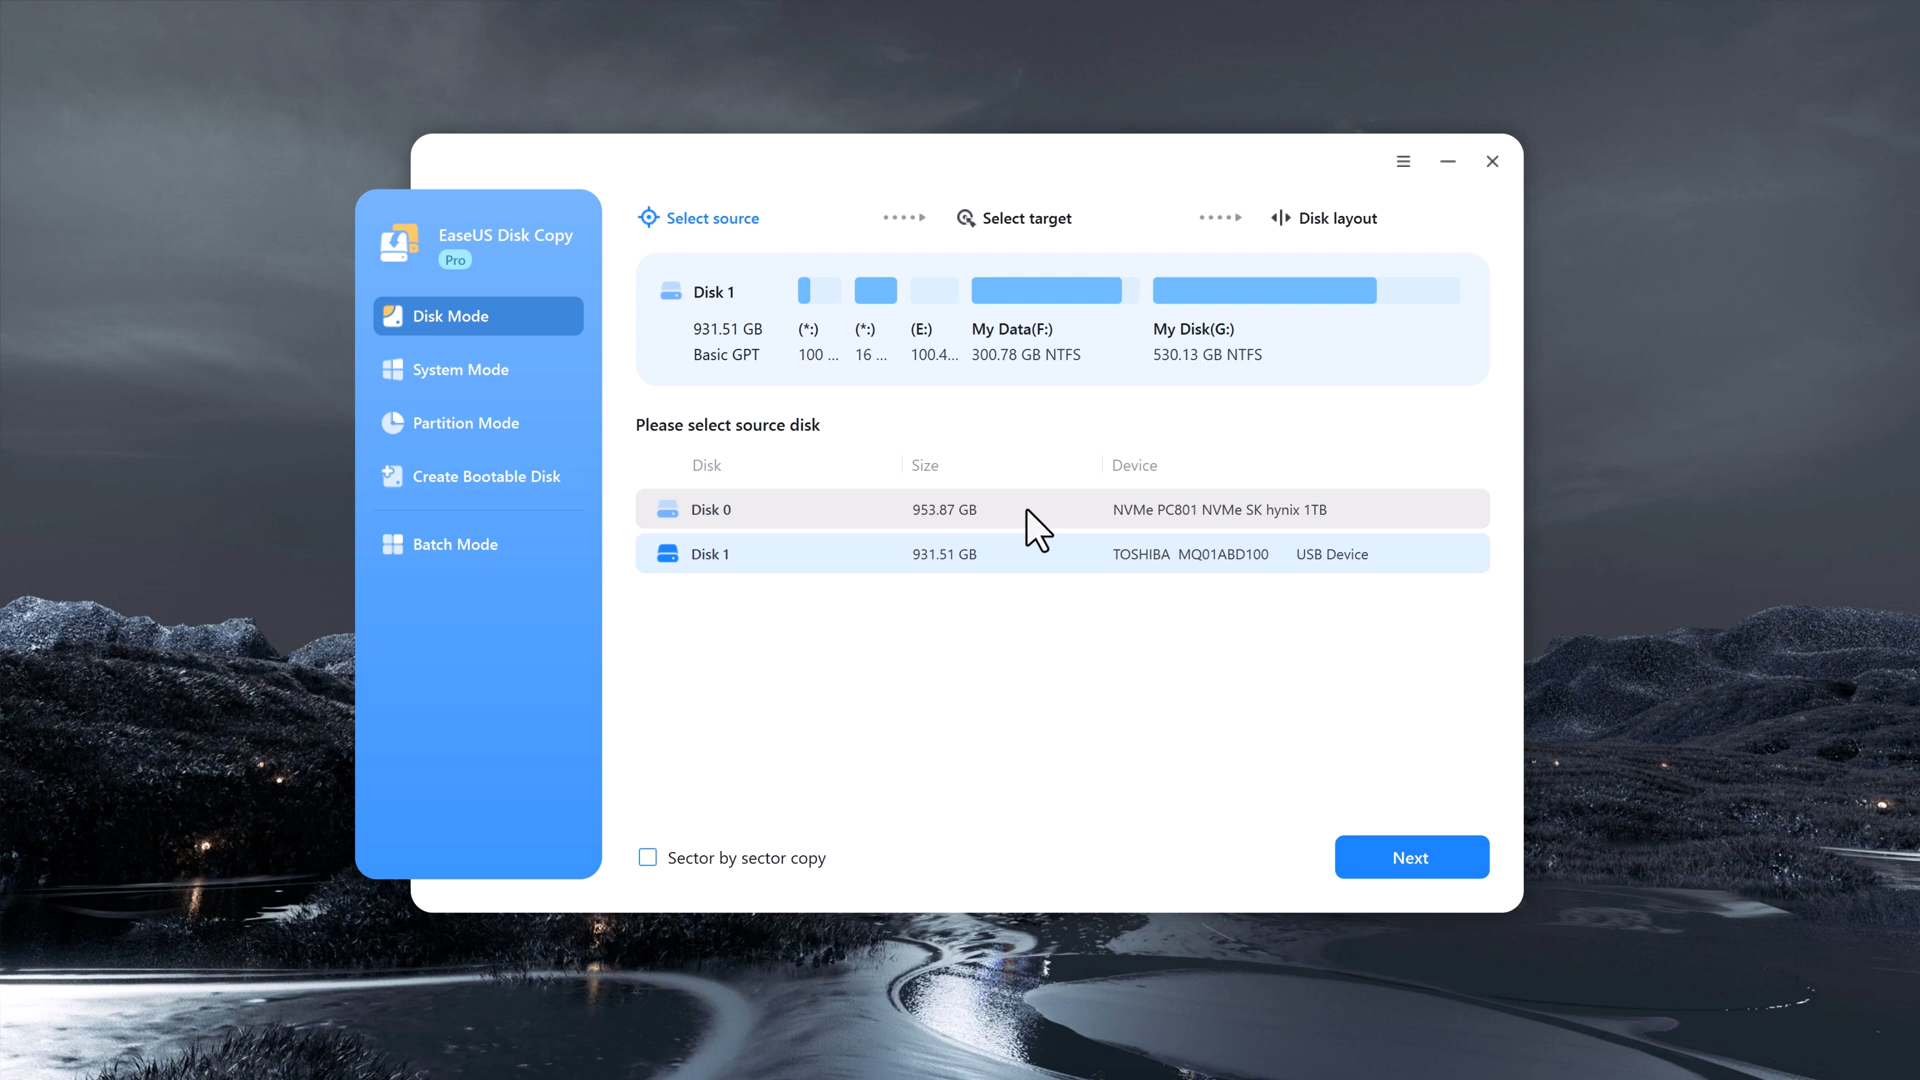 Select source
Select target
Disk layout
EaseUS Disk Copy
Pro
Disk Mode
System Mode
Partition Mode
Create Bootable Disk
Batch Mode
Disk 1
931.51 GB
Basic GPT
(*:)
100 ...
(*:)
16 ...
(E:)
100.4...
My Data(F:)
300.78 GB NTFS
My Disk(G:)
530.13 GB NTFS
Please select source disk
Disk Size Device
Disk 0 953.87 GB NVMe PC801 NVMe SK hynix 1TB
Disk 1 931.51 GB TOSHIBA MQ01ABD100 USB Device
Sector by sector copy
Next